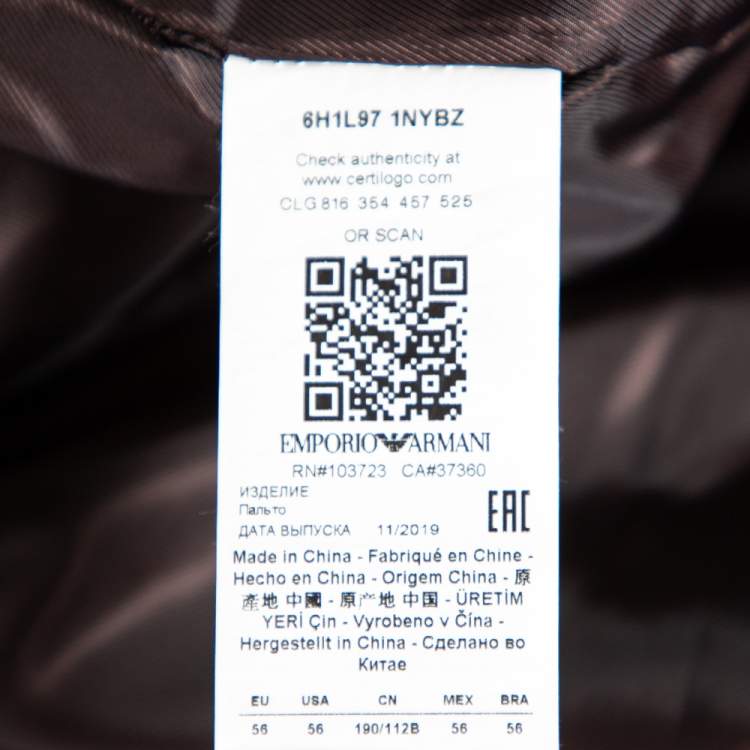 6H1L97 1NYBZ
Check authenticity at
www certilogo com
CLG 816 354 457 525
OR SCAN
EMPORIO ARMANI
RN#103723 CA#37360
ИЗДЕЛИЕ
Пальто
ДАТА ВЫПУСКА 11/2019
EAC
Made in China - Fabriqué en Chine -
Hecho en China - Origem China - 原
產地 中國 - 原产地 中国 - ÜRETİM
YERİ Çin - Vyrobeno v Čína -
Hergestellt in China - Сделано во
Китае
EU USA CN MEX BRA
56 56 190/112B 56 56